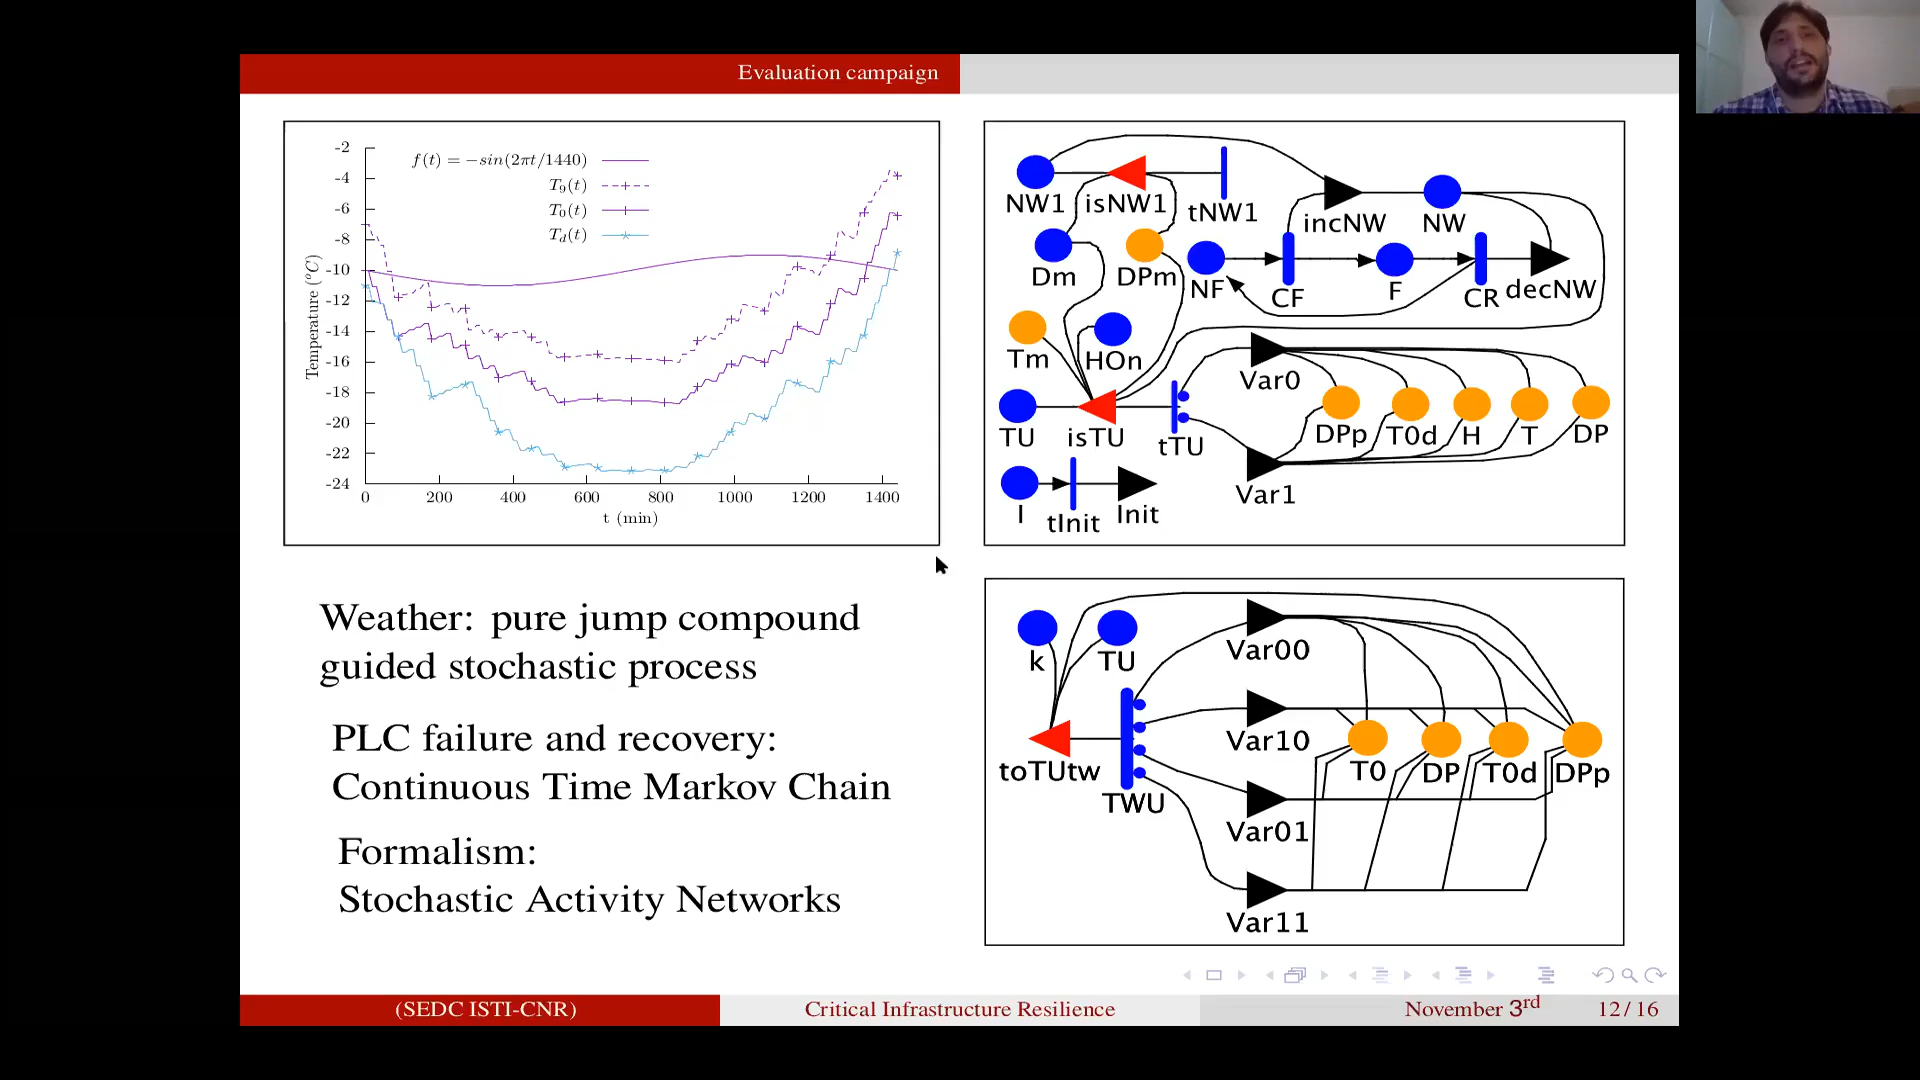 Evaluation campaign
f(t) = −sin(2πt/1440)
T9(t)
T0(t)
Td(t)
Temperature (°C)
-2
-4
-6
-8
-10
-12
-14
-16
-18
-20
-22
-24
0 200 400 600 800 1000 1200 1400
t (min)
NW1 isNW1 tNW1 incNW NW
Dm DPm NF CF F CR decNW
Tm HOn Var0
TU isTU tTU DPp T0d H T DP
I tInit Init Var1
Weather: pure jump compound
guided stochastic process
PLC failure and recovery:
Continuous Time Markov Chain
Formalism:
Stochastic Activity Networks
k TU Var00
toTUtw TWU Var10 T0 DP T0d DPp
Var01
Var11
(SEDC ISTI-CNR) Critical Infrastructure Resilience November 3rd 12 / 16